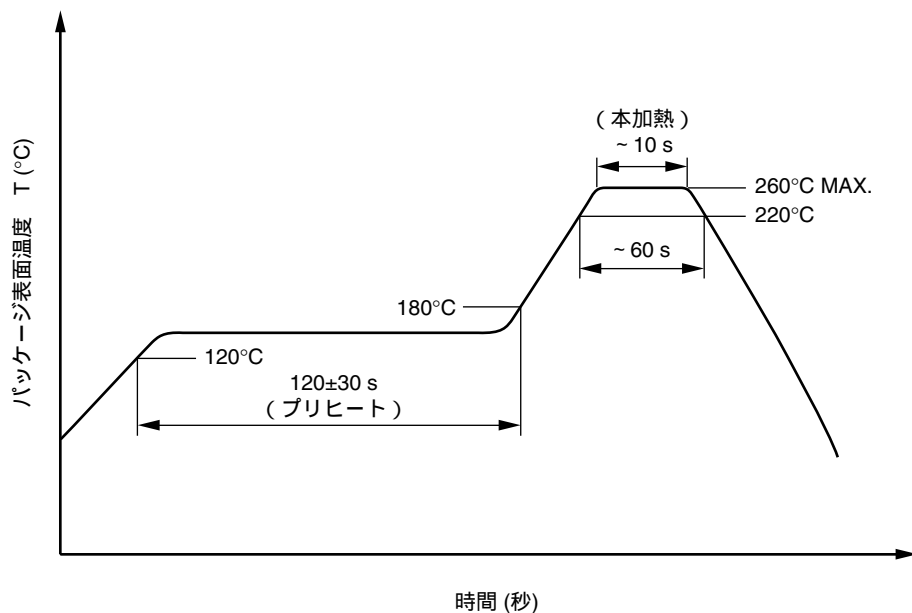 (本加熱)
~ 10 s
260°C MAX.
220°C
~ 60 s
180°C
120°C
120±30 s
(プリヒート)
パッケージ表面温度 T (°C)
時間 (秒)